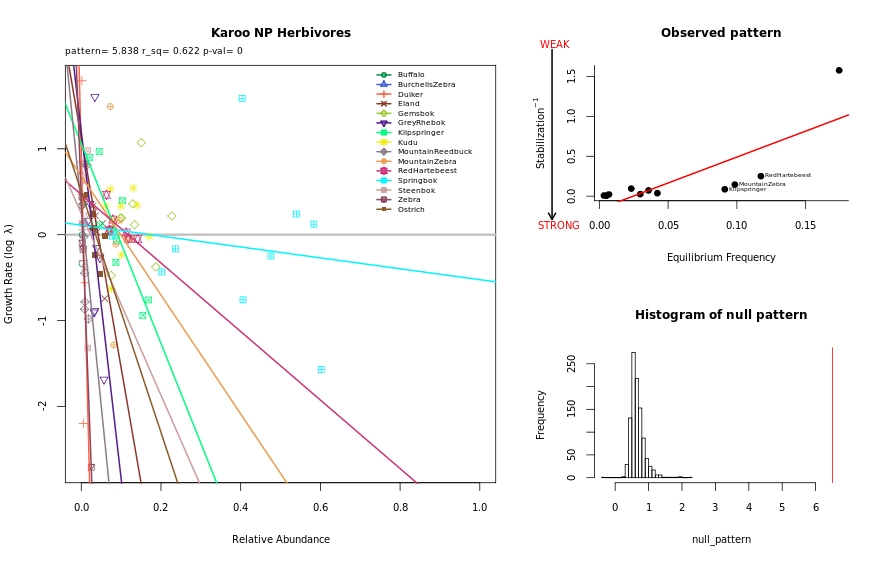 Karoo NP Herbivores
pattern= 5.838 r_sq= 0.622 p-val= 0
Growth Rate (log λ)
1
0
-1
-2
0.0 0.2 0.4 0.6 0.8 1.0
Relative Abundance
Buffalo
BurchellsZebra
Duiker
Eland
Gemsbok
GreyRhebok
Klipspringer
Kudu
MountainReedbuck
MountainZebra
RedHartebeest
Springbok
Steenbok
Zebra
Ostrich
Observed pattern
WEAK
STRONG
Stabilization⁻¹
1.5
1.0
0.5
0.0
RedHartebeest
MountainZebra
Klipspringer
0.00 0.05 0.10 0.15
Equilibrium Frequency
Histogram of null pattern
Frequency
250
150
50
0
0 1 2 3 4 5 6
null_pattern